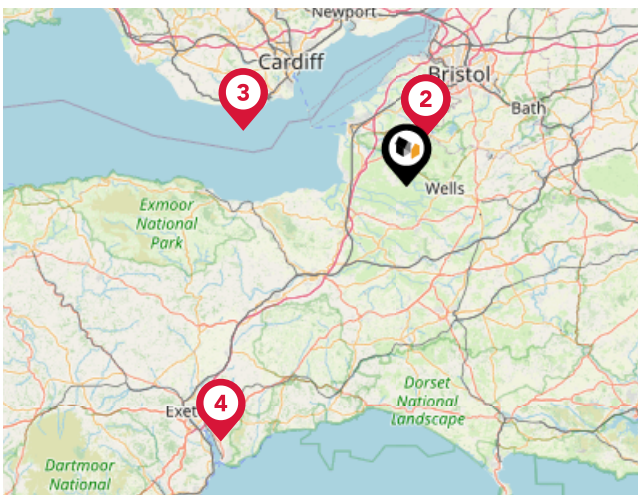 Newport
Cardiff
Bristol
3
2
Bath
Wells
Exmoor
National
Park
4
Exet
Dorset
National
Landscape
Dartmoor
National